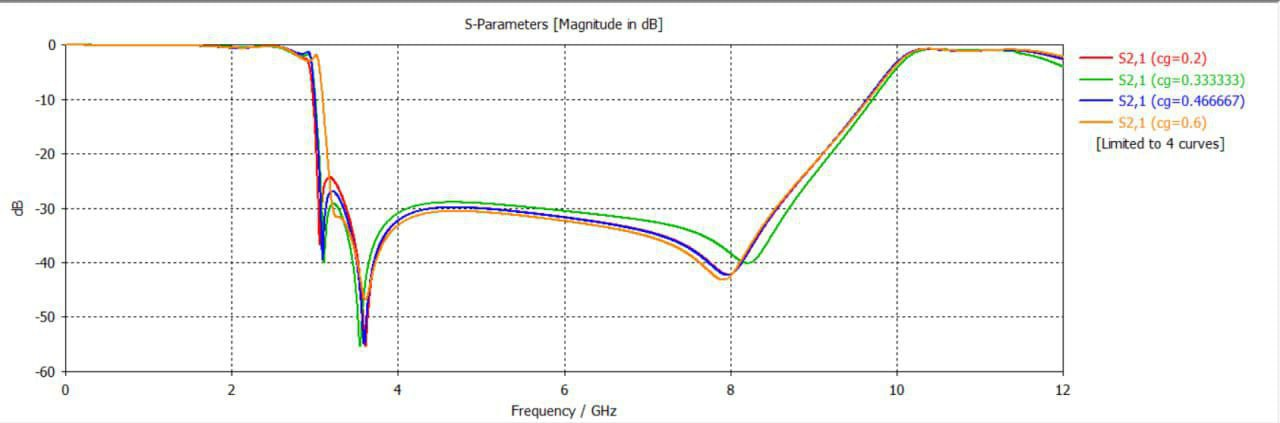 S-Parameters [Magnitude in dB]
S2,1 (cg=0.2)
S2,1 (cg=0.333333)
S2,1 (cg=0.466667)
S2,1 (cg=0.6)
[Limited to 4 curves]
0
-10
-20
-30
-40
-50
-60
dB
0 2 4 6 8 10 12
Frequency / GHz